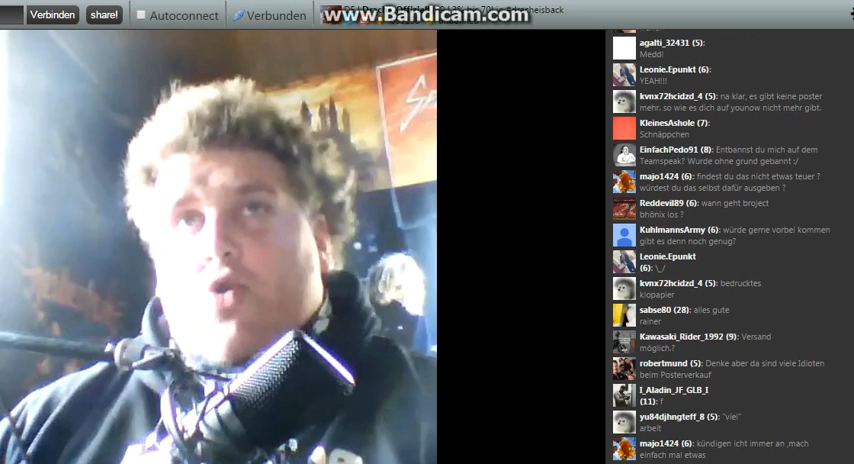 Verbinden
share!
Autoconnect
Verbunden
www.Bandicam.com
agalti_32431 (5):
Meddl
Leonie.Epunkt (6):
YEAH!!!
kvnx72hcidzd_4 (5): na klar, es gibt keine poster
mehr. so wie es dich auf younow nicht mehr gibt.
KleinesAshole (7):
Schnäppchen
EinfachPedo91 (8): Entbannst du mich auf dem
Teamspeak? Wurde ohne grund gebannt :/
majo1424 (6): findest du das nicht etwas teuer ?
würdest du das selbst dafür ausgeben ?
Reddevil89 (6): wann geht broject
bhönix los ?
KuhlmannsArmy (6): würde gerne vorbei kommen
gibt es denn noch genug?
Leonie.Epunkt
(6): \_/
kvnx72hcidzd_4 (5): bedrucktes
klopapier
sabse80 (28): alles gute
rainer
Kawasaki_Rider_1992 (9): Versand
möglich.?
robertmund (5): Denke aber da sind viele Idioten
beim Posterverkauf
I_Aladin_JF_GLB_I
(11): f
yu84djhngteff_8 (5): "viel"
arbeit
majo1424 (6): kündigen icht immer an ,mach
einfach mal etwas